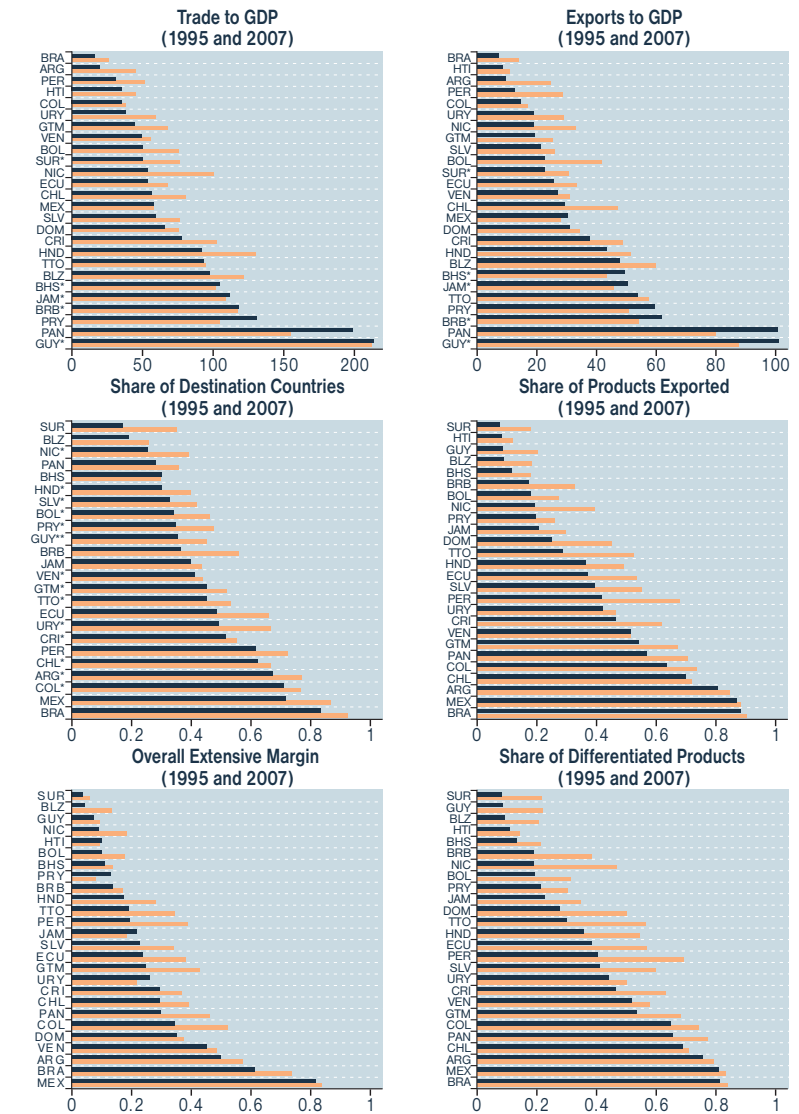 Trade to GDP
(1995 and 2007)
BRA
ARG
PER
HTI
COL
URY
GTM
VEN
BOL
SUR*
NIC
ECU
CHL
MEX
SLV
DOM
CRI
HND
TTO
BLZ
BHS*
JAM*
BRB*
PRY
PAN
GUY*
0 50 100 150 200
Exports to GDP
(1995 and 2007)
BRA
HTI
ARG
PER
COL
URY
NIC
GTM
SLV
BOL
SUR*
ECU
VEN
CHL
MEX
DOM
CRI
HND
BLZ
BHS*
JAM*
TTO
PRY
BRB*
PAN
GUY*
0 20 40 60 80 100
Share of Destination Countries
(1995 and 2007)
SUR
BLZ
NIC*
PAN
BHS
HND*
SLV*
BOL*
PRY*
GUY**
BRB
JAM
VEN*
GTM*
TTO*
ECU
URY*
CRI*
PER
CHL*
ARG*
COL*
MEX
BRA
0 0.2 0.4 0.6 0.8 1
Share of Products Exported
(1995 and 2007)
SUR
HTI
GUY
BLZ
BHS
BRB
BOL
NIC
PRY
JAM
DOM
TTO
HND
ECU
SLV
PER
URY
CRI
VEN
GTM
PAN
COL
CHL
ARG
MEX
BRA
0 0.2 0.4 0.6 0.8 1
Overall Extensive Margin
(1995 and 2007)
SUR
BLZ
GUY
NIC
HTI
BOL
BHS
PRY
BRB
HND
TTO
PER
JAM
SLV
ECU
GTM
URY
CRI
CHL
PAN
COL
DOM
VEN
ARG
BRA
MEX
0 0.2 0.4 0.6 0.8 1
Share of Differentiated Products
(1995 and 2007)
SUR
GUY
BLZ
HTI
BHS
BRB
NIC
BOL
PRY
JAM
DOM
TTO
HND
ECU
PER
SLV
URY
CRI
VEN
GTM
COL
PAN
CHL
ARG
MEX
BRA
0 0.2 0.4 0.6 0.8 1